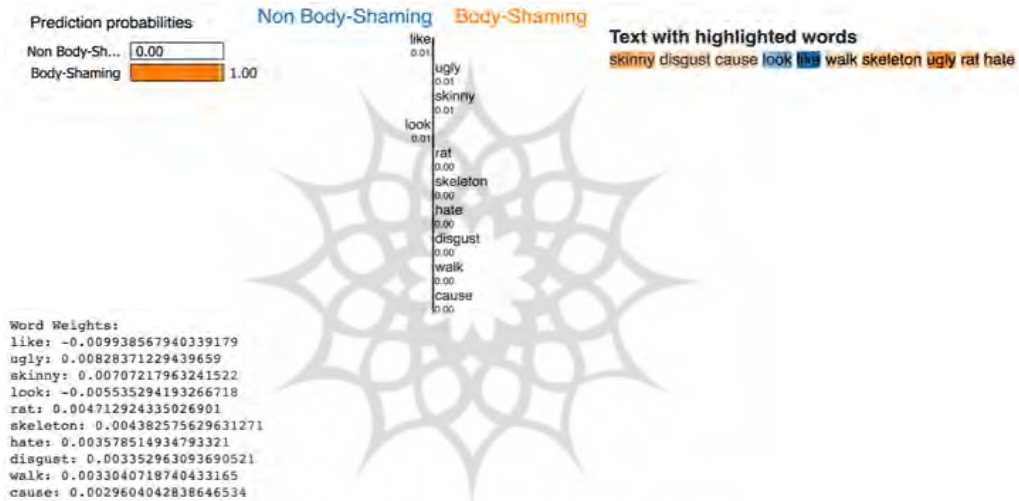 Prediction probabilities
Non Body-Sh... 0.00
Body-Shaming 1.00
Non Body-Shaming Body-Shaming
like
0.01
ugly
0.01
skinny
0.01
look
0.01
rat
0.00
skeleton
0.00
hate
0.00
disgust
0.00
walk
0.00
cause
0.00
Text with highlighted words
skinny disgust cause look like walk skeleton ugly rat hate
Word Weights:
like: -0.009938567940339179
ugly: 0.00828371229439659
skinny: 0.00707217963241522
look: -0.005535294193266718
rat: 0.004712924335026901
skeleton: 0.004382575629631271
hate: 0.003578514934793321
disgust: 0.003352963093690521
walk: 0.0033040718740433165
cause: 0.0029604042838646534